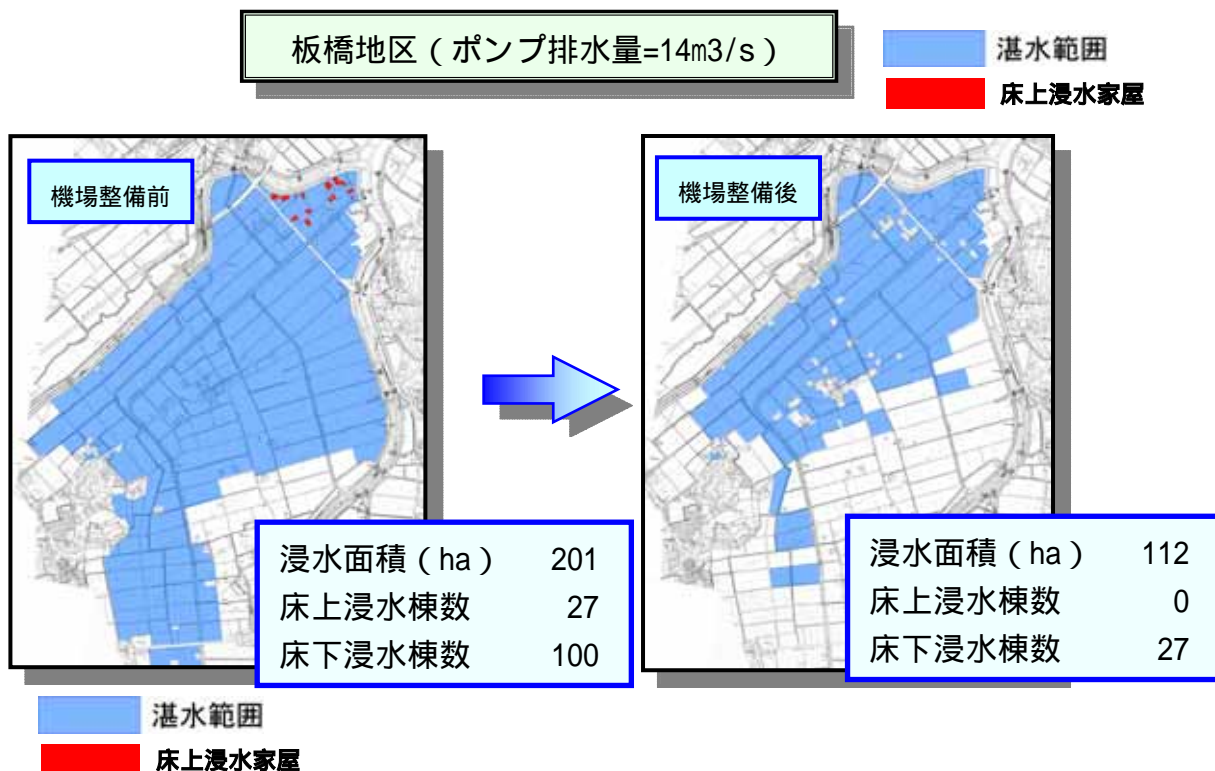 板橋地区（ポンプ排水量=14m3/s）
湛水範囲
床上浸水家屋
機場整備前
機場整備後
浸水面積（ha） 201
床上浸水棟数 27
床下浸水棟数 100
浸水面積（ha） 112
床上浸水棟数 0
床下浸水棟数 27
湛水範囲
床上浸水家屋